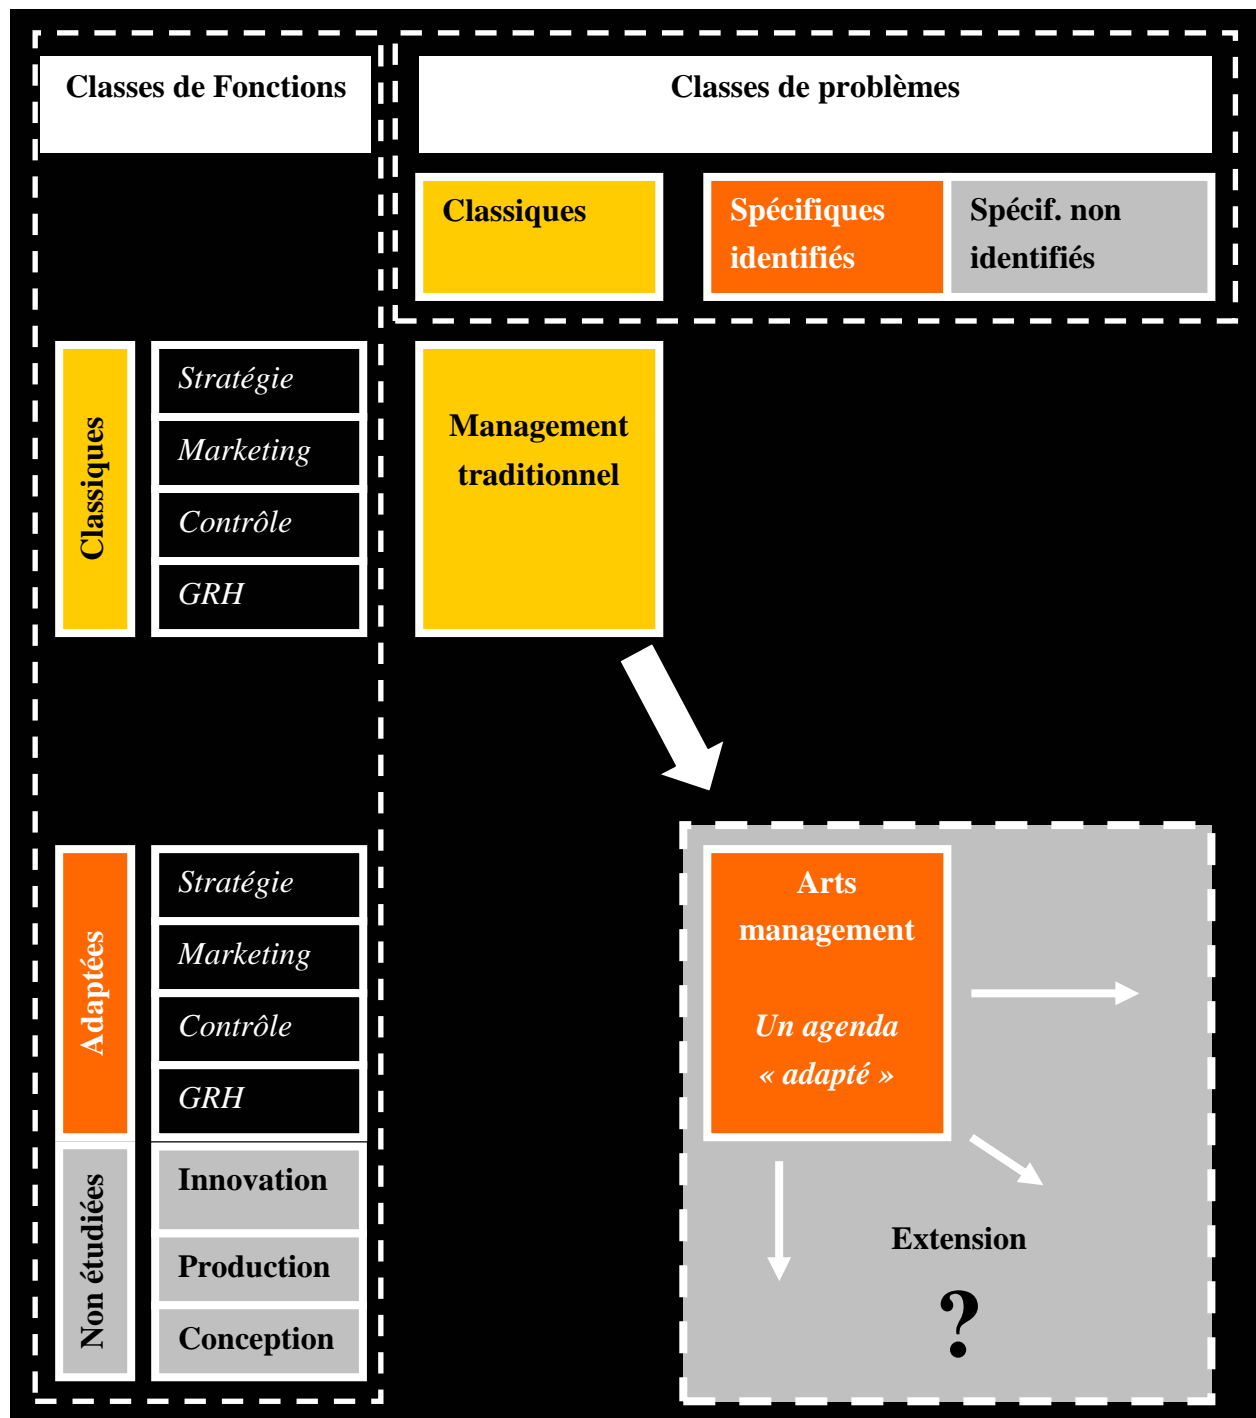 Classes de Fonctions
Classes de problèmes
Classiques
Spécifiques
identifiés
Spécif. non
identifiés
Classiques
Stratégie
Marketing
Contrôle
GRH
Management
traditionnel
Adaptées
Stratégie
Marketing
Contrôle
GRH
Arts
management
Un agenda
« adapté »
Non étudiées
Innovation
Production
Conception
Extension
?